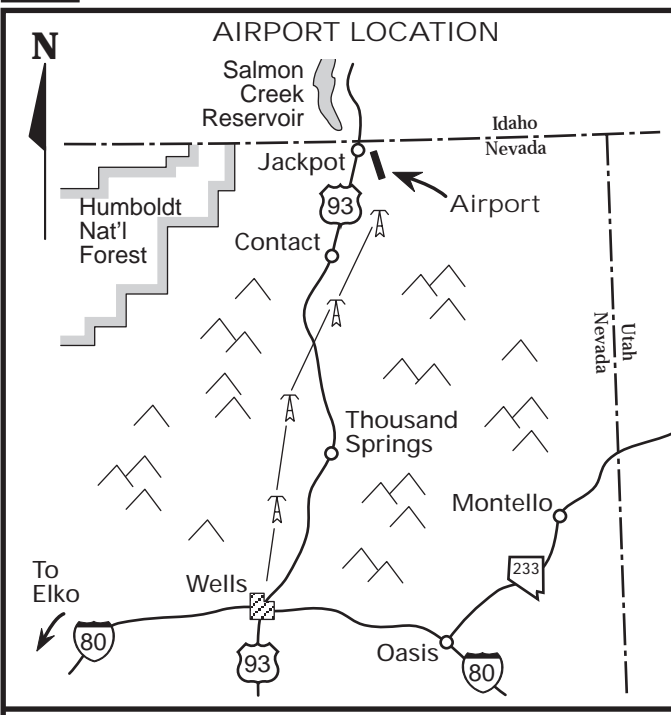 AIRPORT LOCATION
N
Salmon
Creek
Reservoir
Idaho
Nevada
Jackpot
93
Airport
Humboldt
Nat'l
Forest
Contact
Utah
Nevada
Thousand
Springs
Montello
233
To
Elko
Wells
80
93
Oasis
80